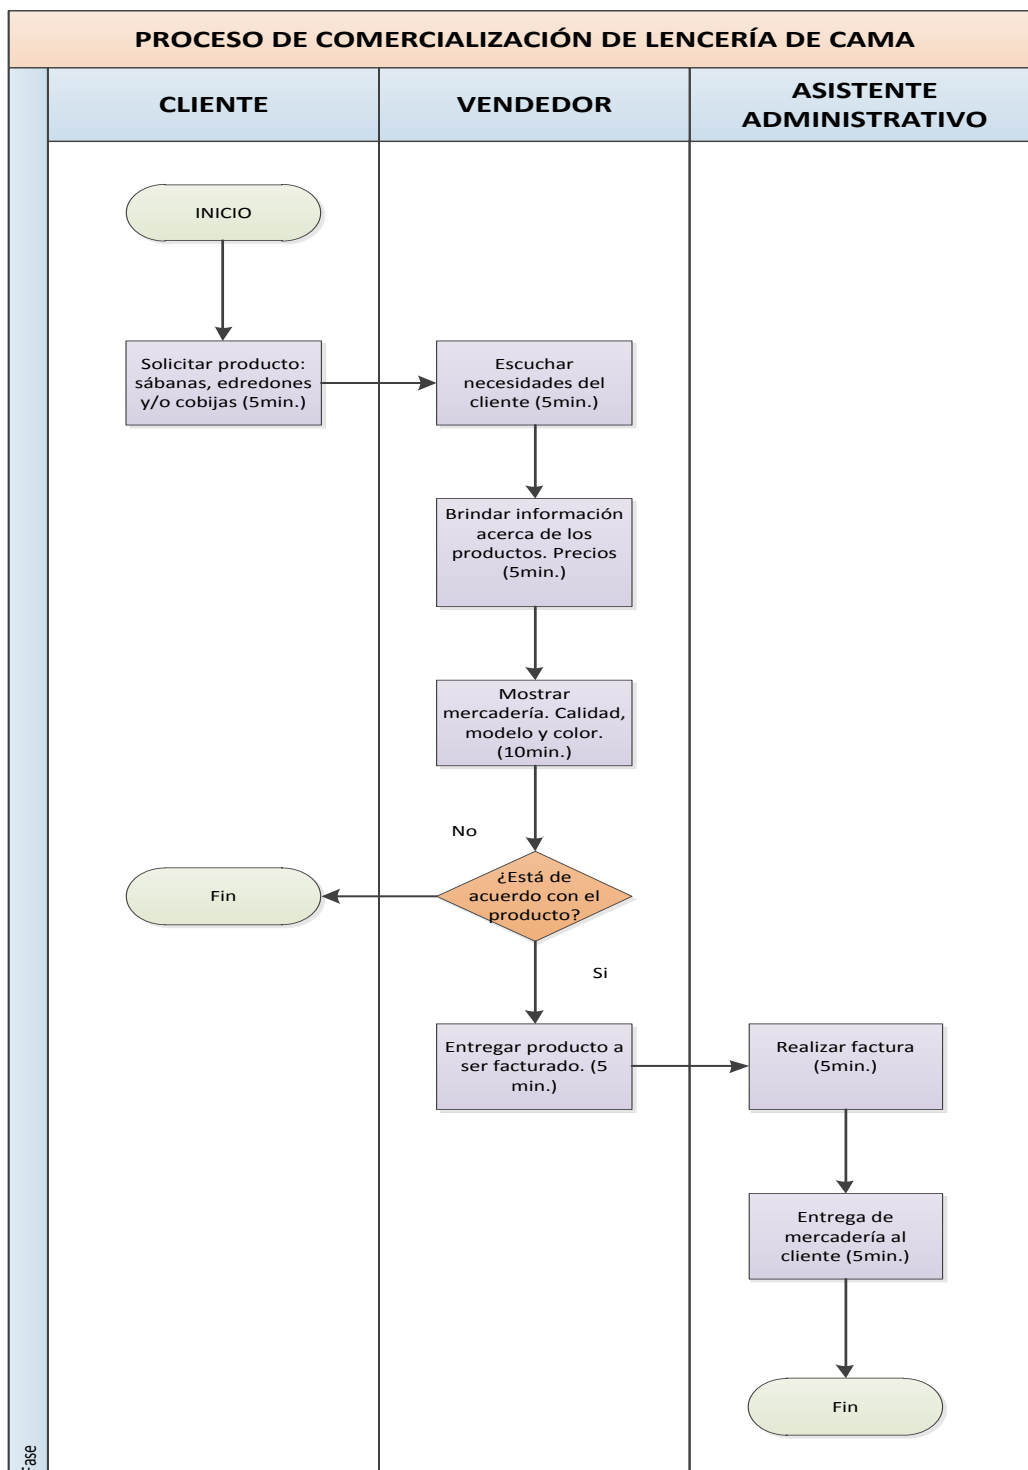 PROCESO DE COMERCIALIZACIÓN DE LENCERÍA DE CAMA
CLIENTE
VENDEDOR
ASISTENTE
ADMINISTRATIVO
INICIO
Solicitar producto:
sábanas, edredones
y/o cobijas (5min.)
Escuchar
necesidades del
cliente (5min.)
Brindar información
acerca de los
productos. Precios
(5min.)
Mostrar
mercadería. Calidad,
modelo y color.
(10min.)
No
¿Está de
acuerdo con el
producto?
Fin
Si
Entregar producto a
ser facturado. (5
min.)
Realizar factura
(5min.)
Entrega de
mercadería al
cliente (5min.)
Fin
Fase